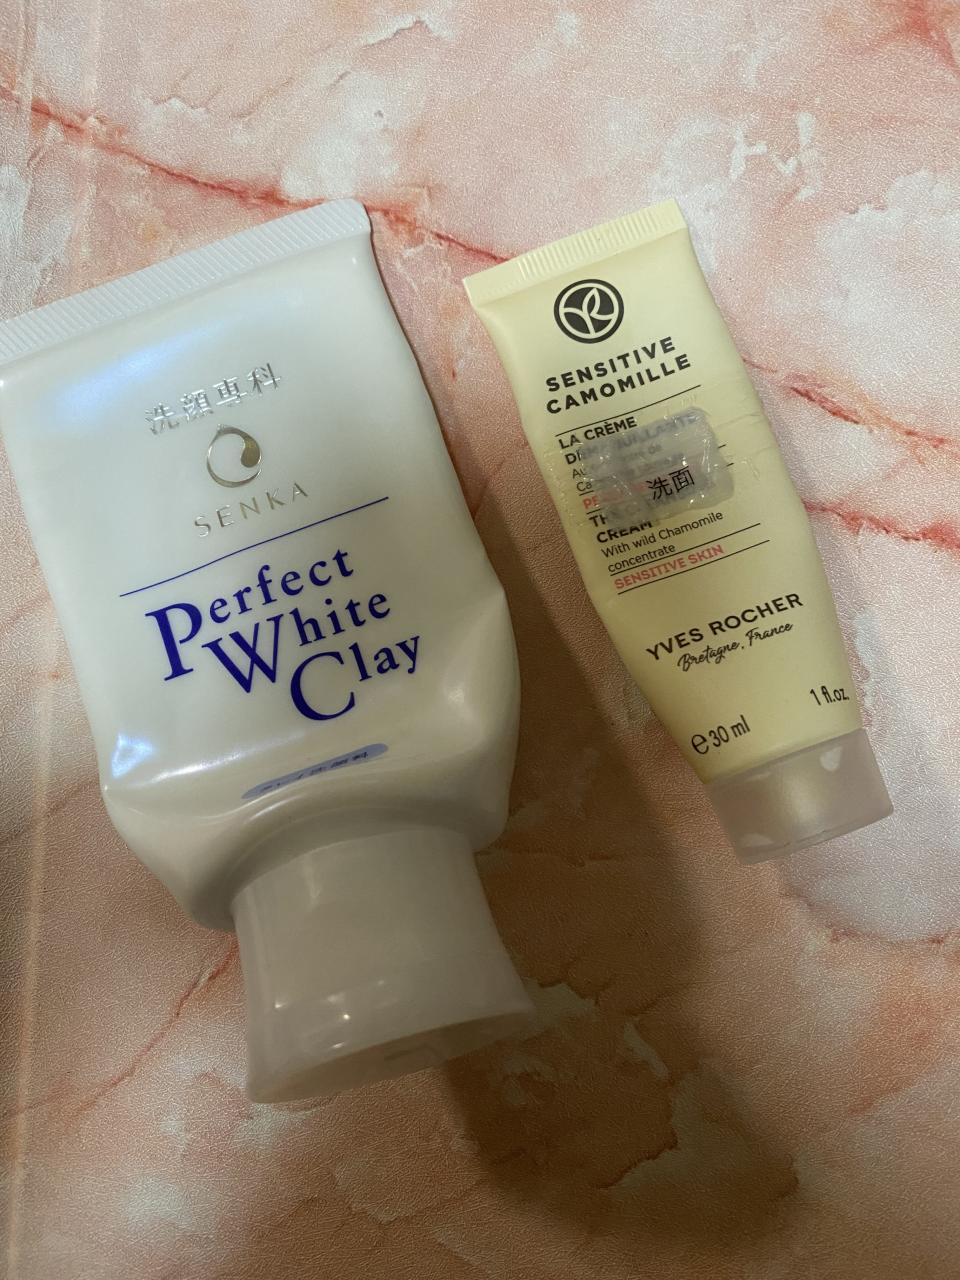 洗顔専科
SENKA
Perfect
White
Clay
SENSITIVE
CAMOMILLE
LA CRÈME
洗面
CREAM
With wild Chamomile
concentrate
SENSITIVE SKIN
YVES ROCHER
Bretagne, France
℮30 ml
1 fl.oz.